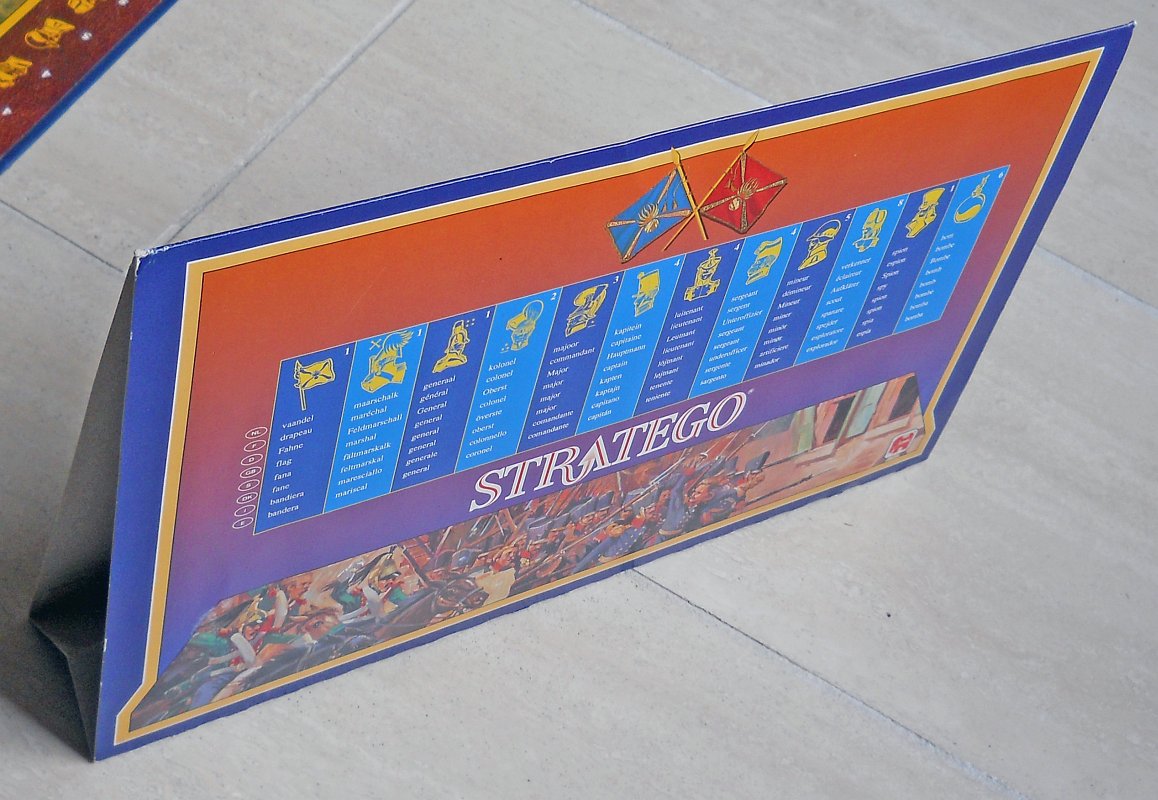 NL
F
D
GB
S
DK
I
E
1
vaandel
drapeau
Fahne
flag
fana
fane
bandiera
bandera
1
maarschalk
maréchal
Feldmarschall
marshal
fältmarskalk
feltmarskal
maresciallo
mariscal
1
generaal
général
General
general
general
general
generale
general
2
kolonel
colonel
Oberst
colonel
överste
oberst
colonnello
coronel
3
majoor
commandant
Major
major
major
major
comandante
comandante
4
kapitein
capitaine
Hauptmann
captain
kapten
kaptajn
capitano
capitán
4
luitenant
lieutenant
Leutnant
lieutenant
löjtnant
løjtnant
tenente
teniente
4
sergeant
sergent
Unteroffizier
sergeant
sergeant
underofficer
sergente
sargento
5
mineur
démineur
Mineur
miner
minör
minør
artificiere
minador
8
verkenner
éclaireur
Aufklärer
scout
spanare
spejder
esploratore
explorador
1
spion
espion
Spion
spy
spion
spion
spia
espía
6
bom
bombe
Bombe
bomb
bomb
bombe
bomba
bomba
STRATEGO